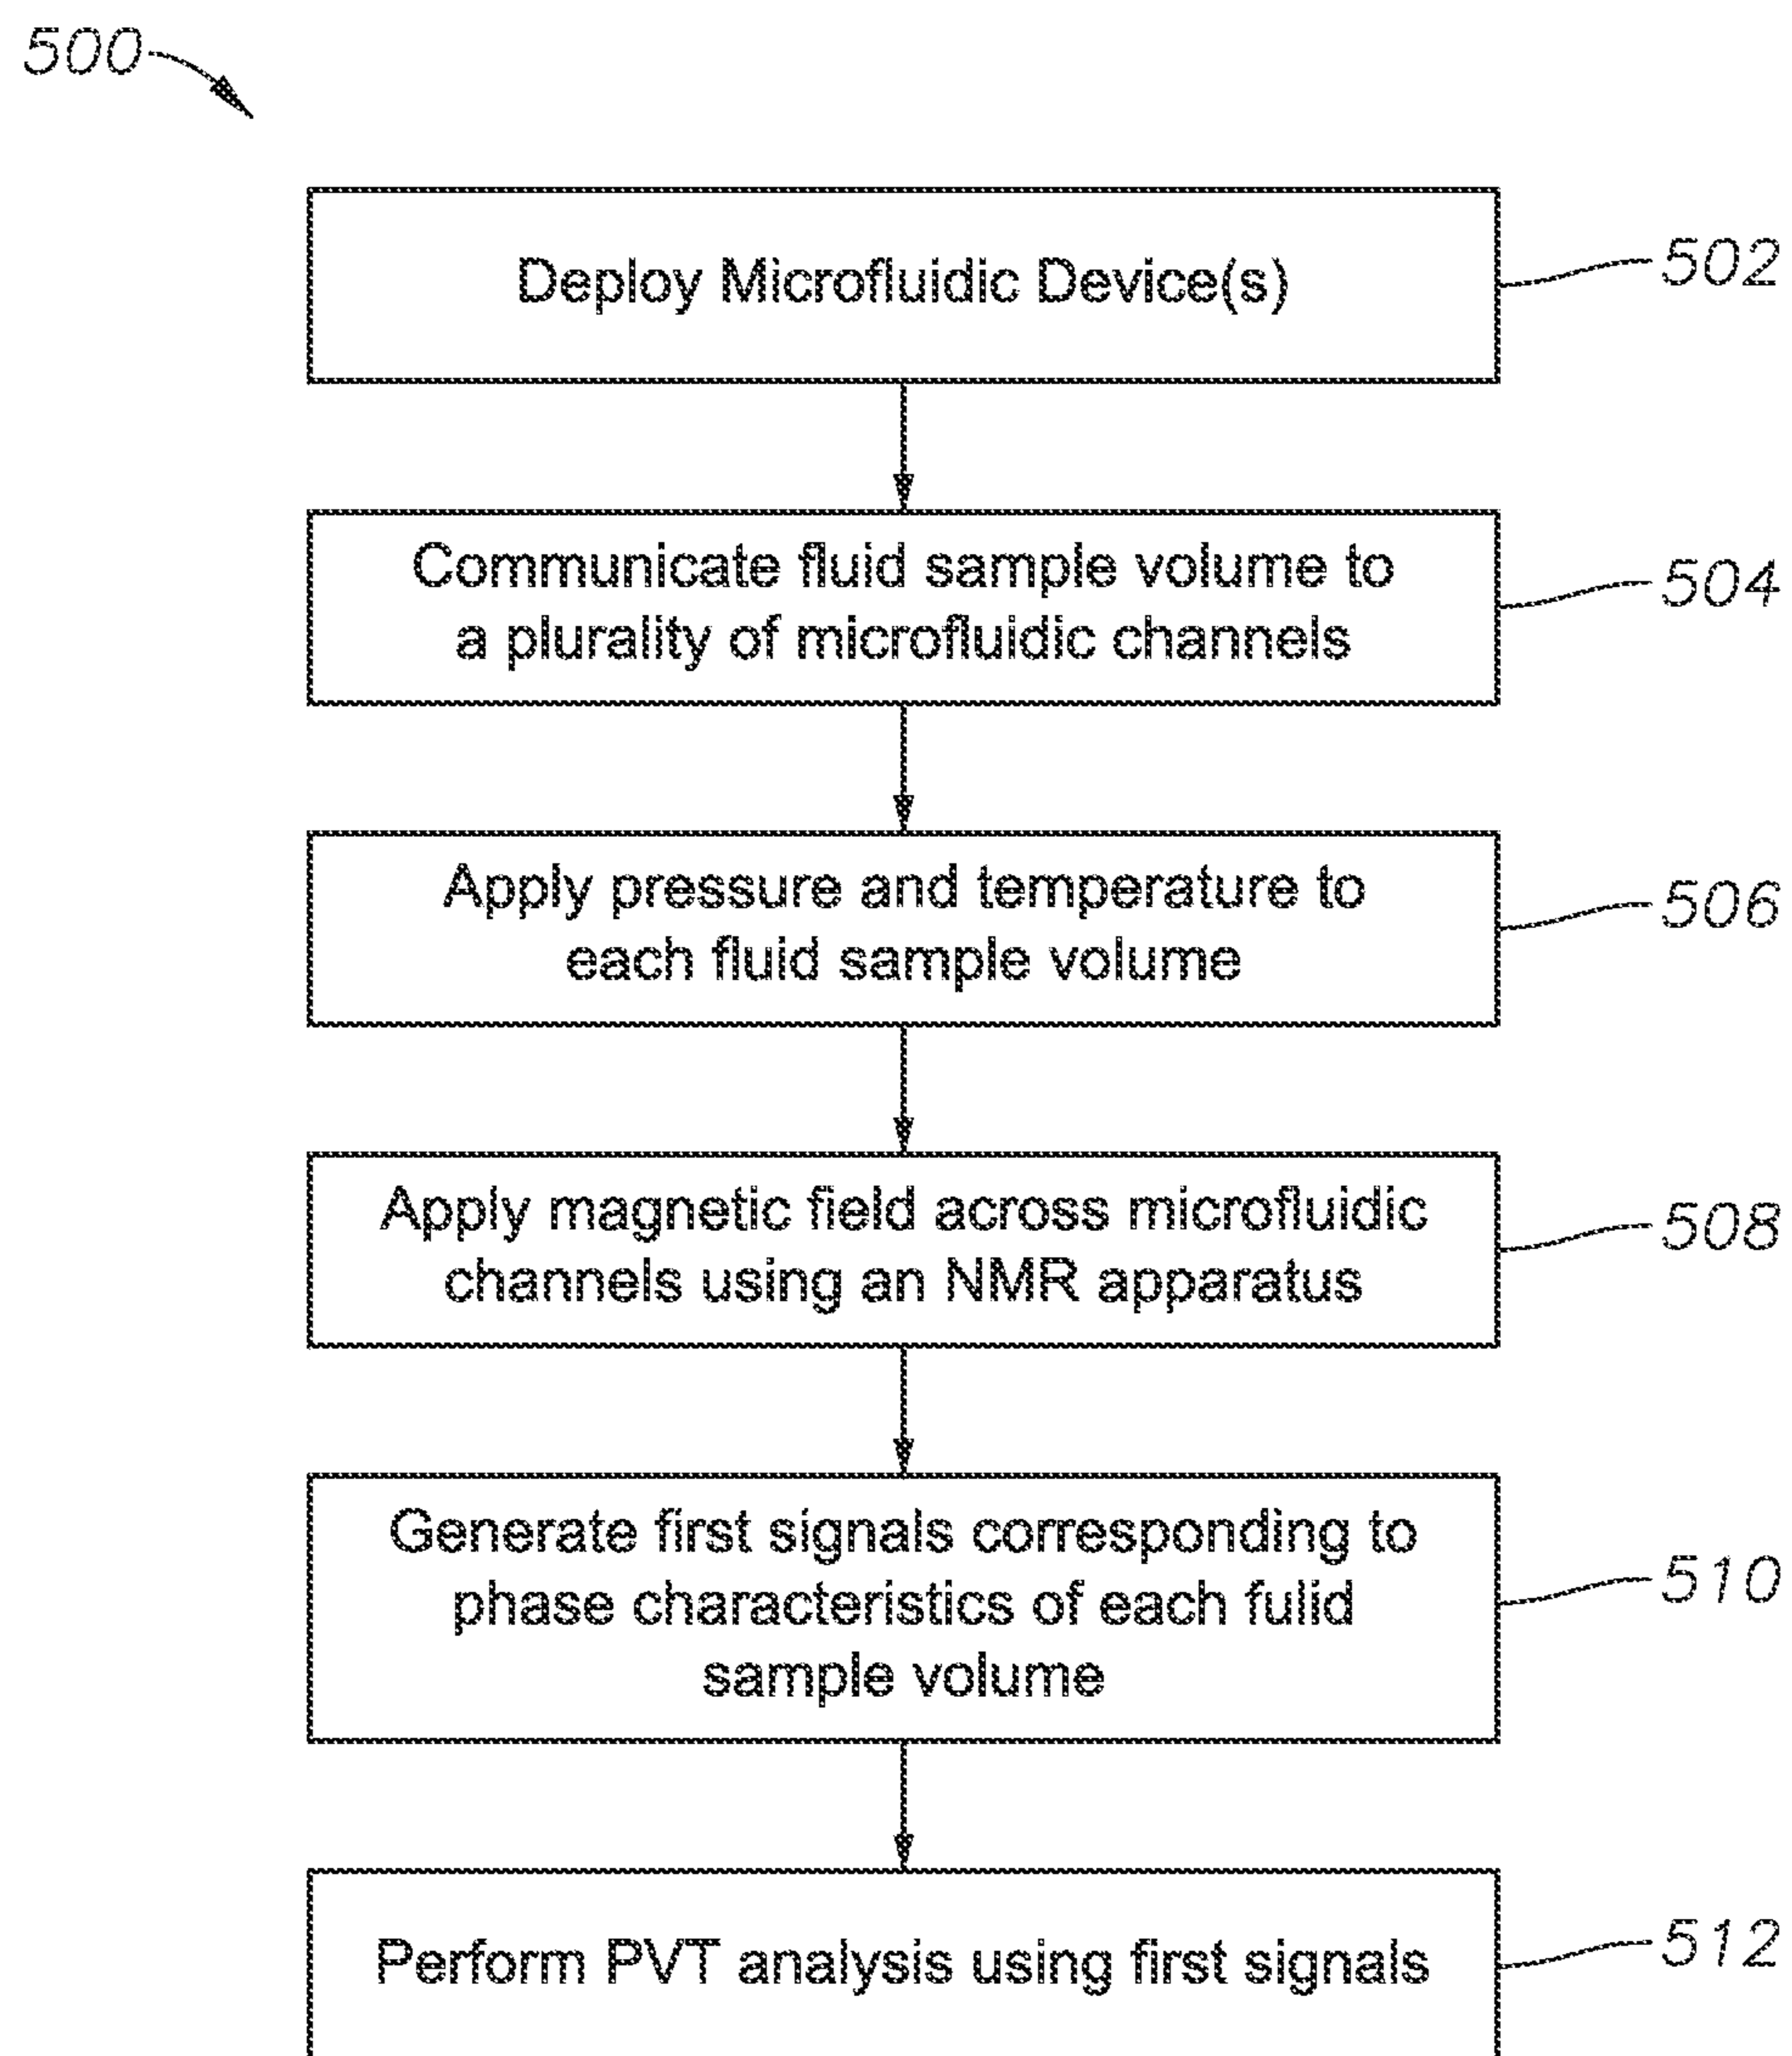 500
Deploy Microfluidic Device(s)
502
Communicate fluid sample volume to
a plurality of microfluidic channels
504
Apply pressure and temperature to
each fluid sample volume
506
Apply magnetic field across microfluidic
channels using an NMR apparatus
508
Generate first signals corresponding to
phase characteristics of each fulid
sample volume
510
Perform PVT analysis using first signals
512